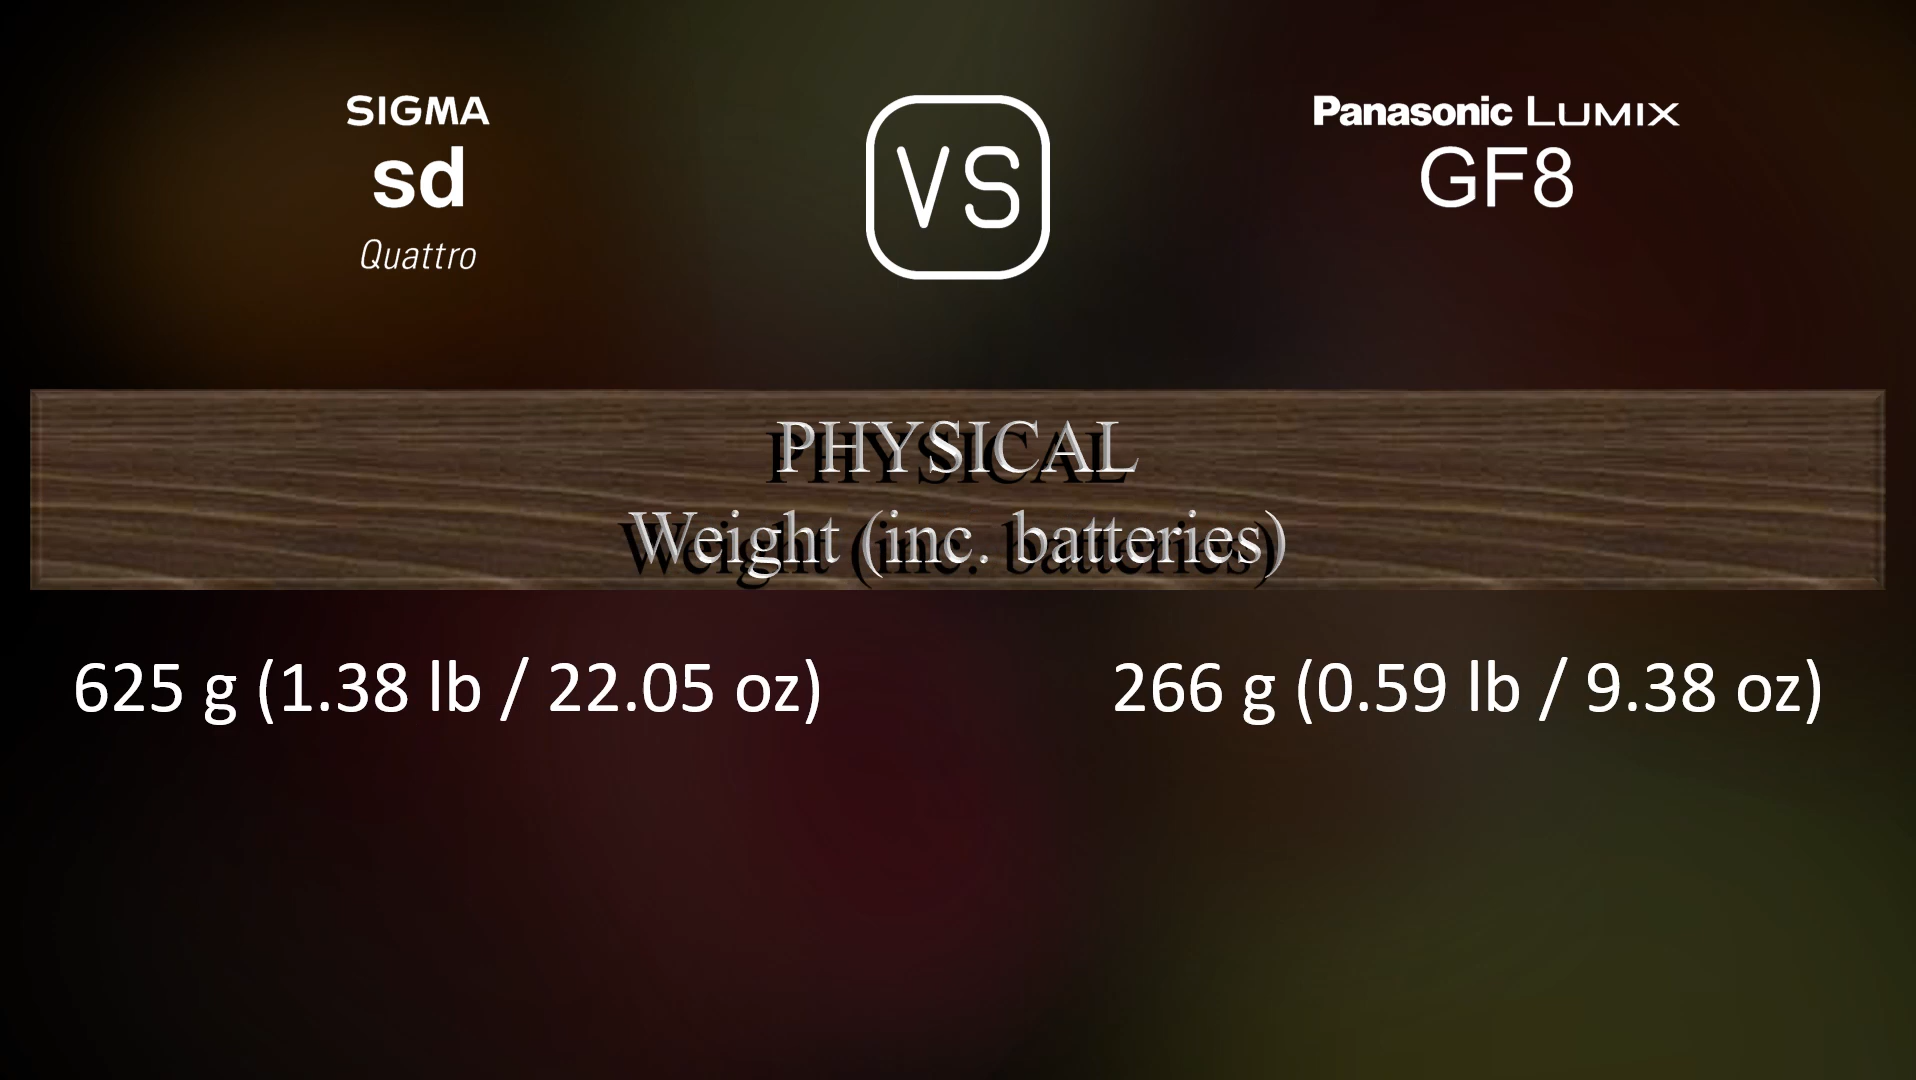 SIGMA
sd
Quattro
VS
Panasonic LUMIX
GF8
PHYSICAL
Weight (inc. batteries)
625 g (1.38 lb / 22.05 oz)
266 g (0.59 lb / 9.38 oz)